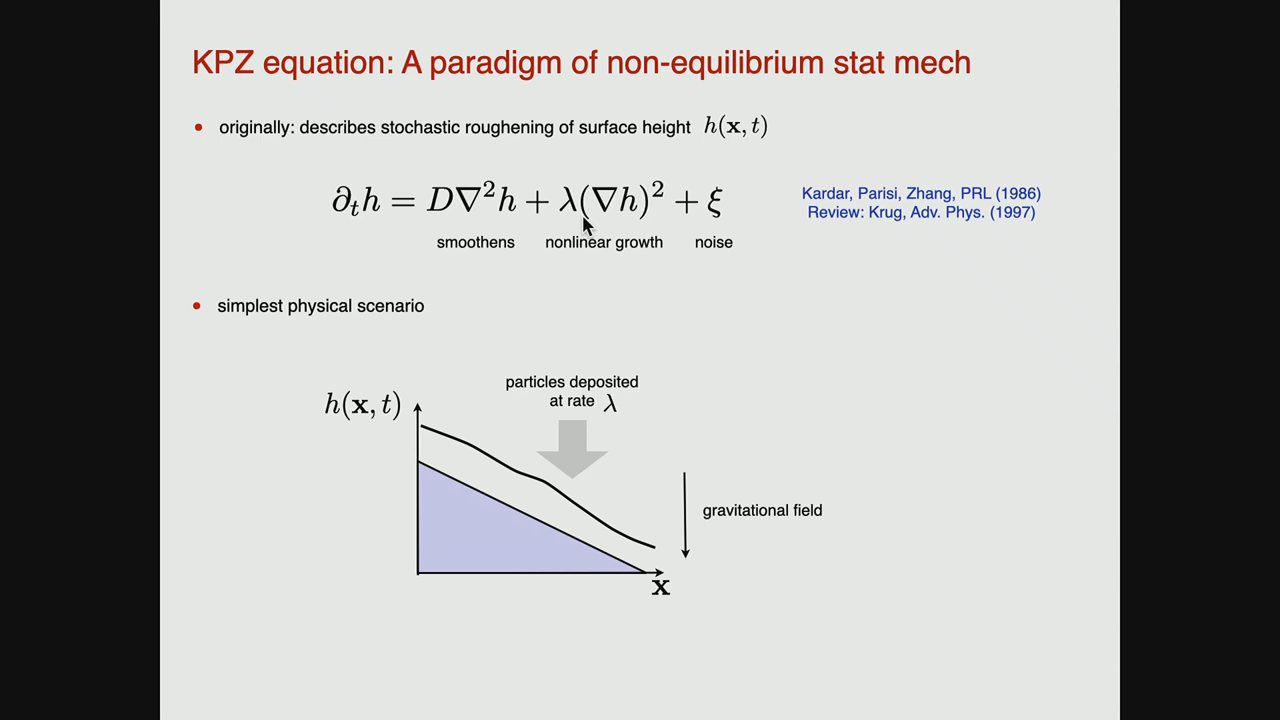 KPZ equation: A paradigm of non-equilibrium stat mech
• originally: describes stochastic roughening of surface height h(x, t)
∂ₜh = D∇²h + λ(∇h)² + ξ
Kardar, Parisi, Zhang, PRL (1986)
Review: Krug, Adv. Phys. (1997)
smoothens nonlinear growth noise
• simplest physical scenario
particles deposited
at rate λ
h(x, t)
gravitational field
x